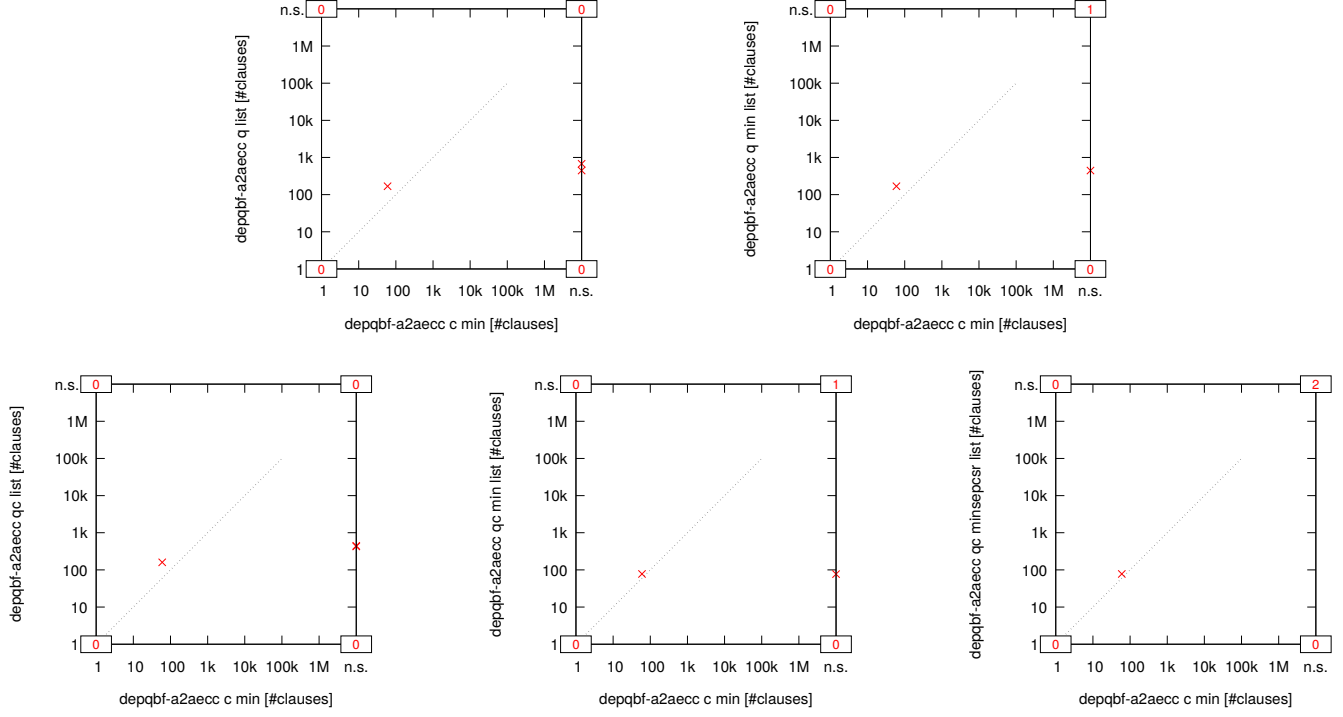 n.s. 0 0
1M
100k
10k
1k
100
10
1 0 0
1 10 100 1k 10k 100k 1M n.s.
depqbf-a2aecc q list [#clauses]
depqbf-a2aecc c min [#clauses]
n.s. 0 1
1M
100k
10k
1k
100
10
1 0 0
1 10 100 1k 10k 100k 1M n.s.
depqbf-a2aecc q min list [#clauses]
depqbf-a2aecc c min [#clauses]
n.s. 0 0
1M
100k
10k
1k
100
10
1 0 0
1 10 100 1k 10k 100k 1M n.s.
depqbf-a2aecc qc list [#clauses]
depqbf-a2aecc c min [#clauses]
n.s. 0 1
1M
100k
10k
1k
100
10
1 0 0
1 10 100 1k 10k 100k 1M n.s.
depqbf-a2aecc qc min list [#clauses]
depqbf-a2aecc c min [#clauses]
n.s. 0 2
1M
100k
10k
1k
100
10
1 0 0
1 10 100 1k 10k 100k 1M n.s.
depqbf-a2aecc qc minsepcsr list [#clauses]
depqbf-a2aecc c min [#clauses]